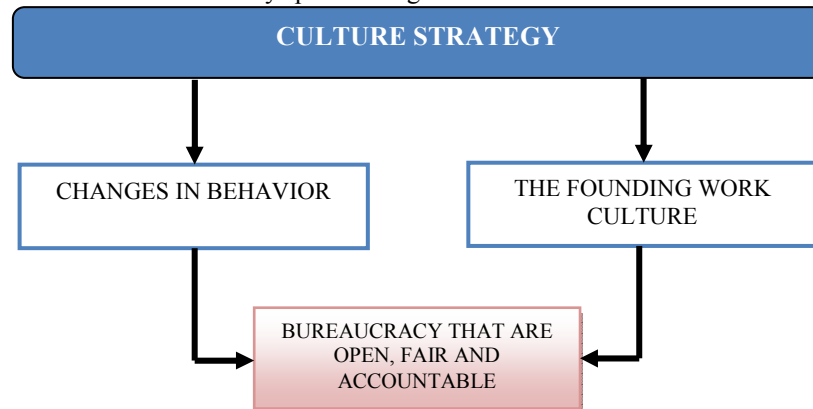 CULTURE STRATEGY
CHANGES IN BEHAVIOR
THE FOUNDING WORK
CULTURE
BUREAUCRACY THAT ARE
OPEN, FAIR AND
ACCOUNTABLE